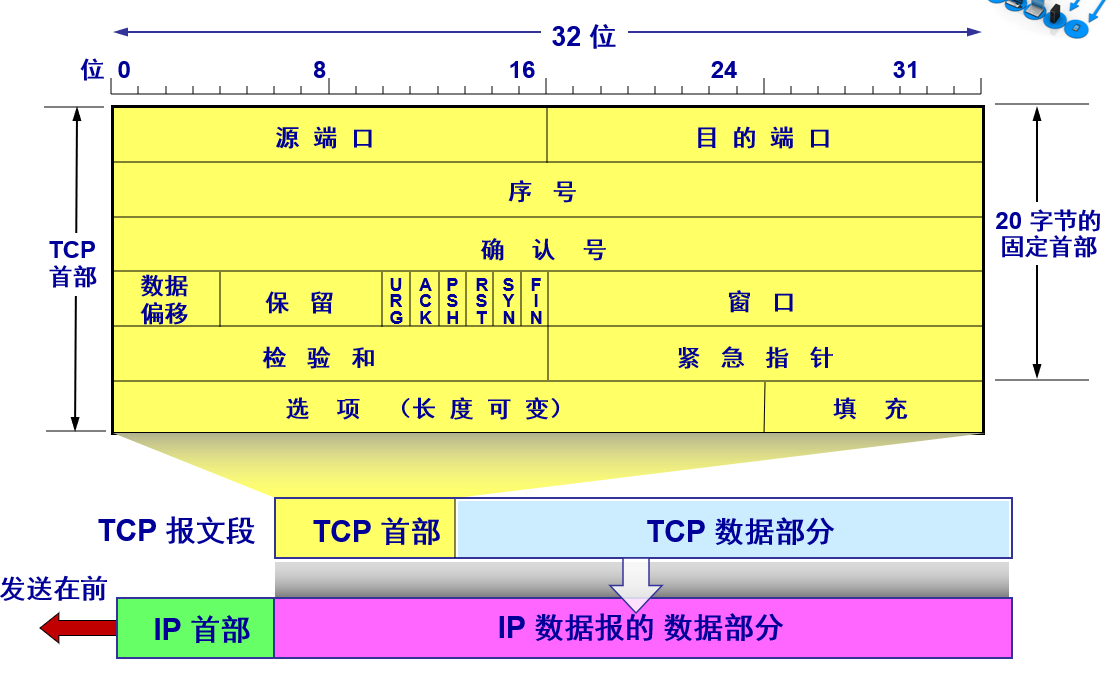 32 位
位 0 8 16 24 31
源 端 口 目 的 端 口
序 号
确 认 号
TCP
首部
20 字节的
固定首部
数据
偏移
保 留
URG
ACK
PSH
RST
SYN
FIN
窗 口
检 验 和 紧 急 指 针
选 项 （长 度 可 变） 填 充
TCP 报文段 TCP 首部 TCP 数据部分
发送在前
IP 首部 IP 数据报的 数据部分